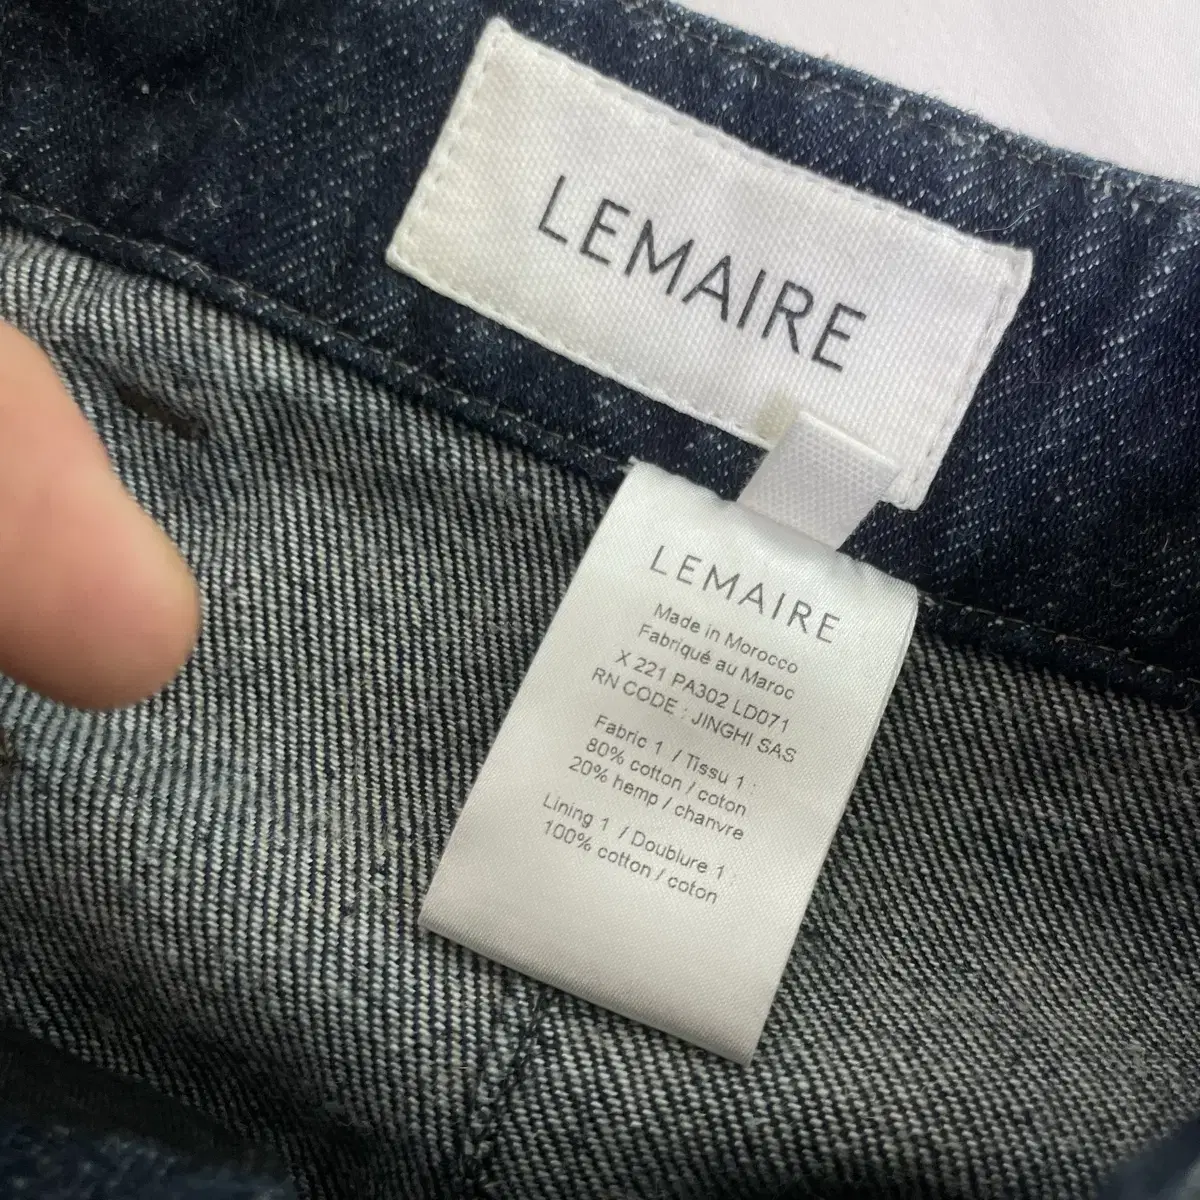 LEMAIRE
LEMAIRE
Made in Morocco
Fabriqué au Maroc
X 221 PA302 LD071
RN CODE : JINGHI SAS
Fabric 1 / Tissu 1 :
80% cotton / coton
20% hemp / chanvre
Lining 1 / Doublure 1 :
100% cotton / coton